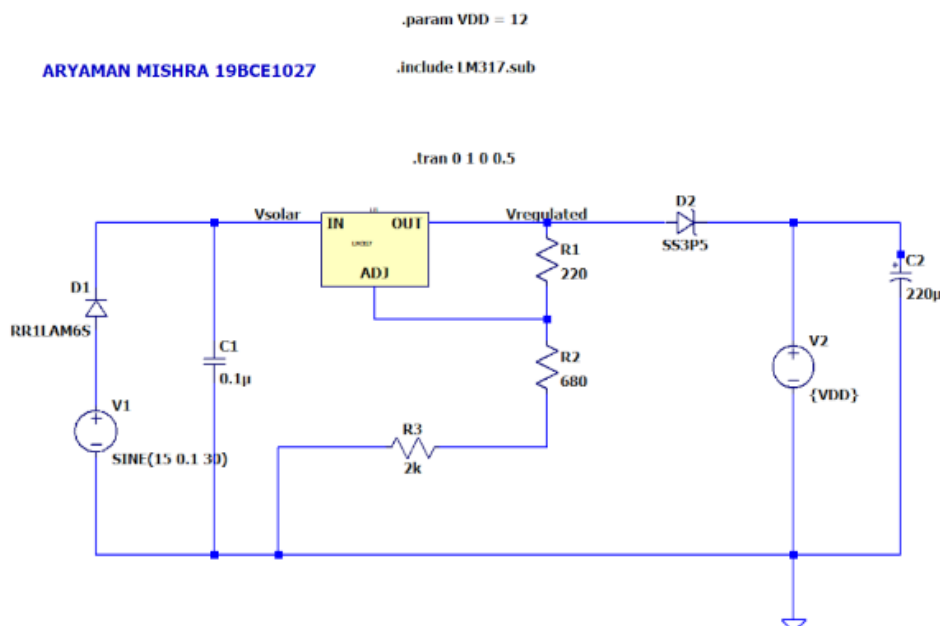 .param VDD = 12
ARYAMAN MISHRA 19BCE1027
.include LM317.sub
.tran 0 1 0 0.5
Vsolar
IN
OUT
LM317
ADJ
Vregulated
D2
SS3P5
R1
220
C2
220µ
D1
RR1LAM6S
C1
0.1µ
R2
680
V2
{VDD}
V1
SINE(15 0.1 30)
R3
2k